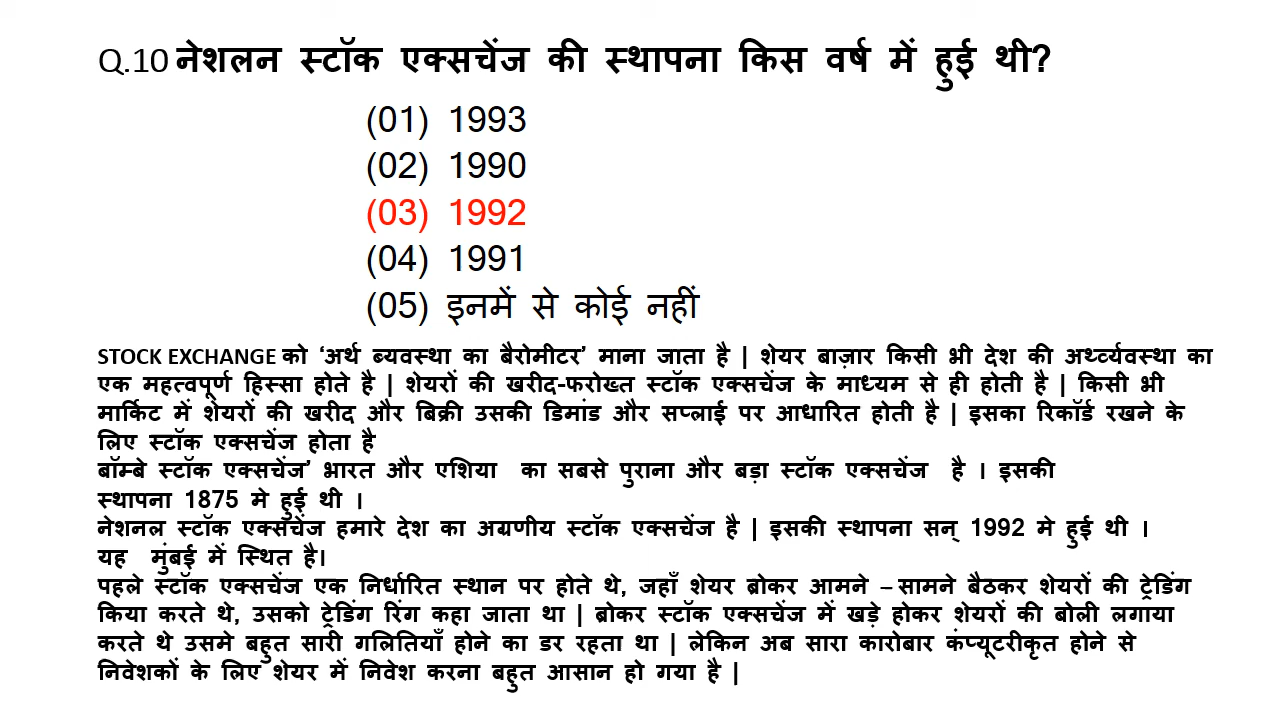 Q.10 नेशलन स्टॉक एक्सचेंज की स्थापना किस वर्ष में हुई थी?
(01) 1993
(02) 1990
(03) 1992
(04) 1991
(05) इनमें से कोई नहीं
STOCK EXCHANGE को ‘अर्थ ब्यवस्था का बैरोमीटर’ माना जाता है | शेयर बाज़ार किसी भी देश की अर्थ्व्यवस्था का
एक महत्वपूर्ण हिस्सा होते है | शेयरों की खरीद-फरोख्त स्टॉक एक्सचेंज के माध्यम से ही होती है | किसी भी
मार्किट में शेयरों की खरीद और बिक्री उसकी डिमांड और सप्लाई पर आधारित होती है | इसका रिकॉर्ड रखने के
लिए स्टॉक एक्सचेंज होता है
बॉम्बे स्टॉक एक्सचेंज’ भारत और एशिया का सबसे पुराना और बड़ा स्टॉक एक्सचेंज है । इसकी
स्थापना 1875 मे हुई थी ।
नेशनल स्टॉक एक्सचेंज हमारे देश का अग्रणीय स्टॉक एक्सचेंज है | इसकी स्थापना सन् 1992 मे हुई थी ।
यह मुंबई में स्थित है।
पहले स्टॉक एक्सचेंज एक निर्धारित स्थान पर होते थे, जहाँ शेयर ब्रोकर आमने – सामने बैठकर शेयरों की ट्रेडिंग
किया करते थे, उसको ट्रेडिंग रिंग कहा जाता था | ब्रोकर स्टॉक एक्सचेंज में खड़े होकर शेयरों की बोली लगाया
करते थे उसमे बहुत सारी गलितियाँ होने का डर रहता था | लेकिन अब सारा कारोबार कंप्यूटरीकृत होने से
निवेशकों के लिए शेयर में निवेश करना बहुत आसान हो गया है |